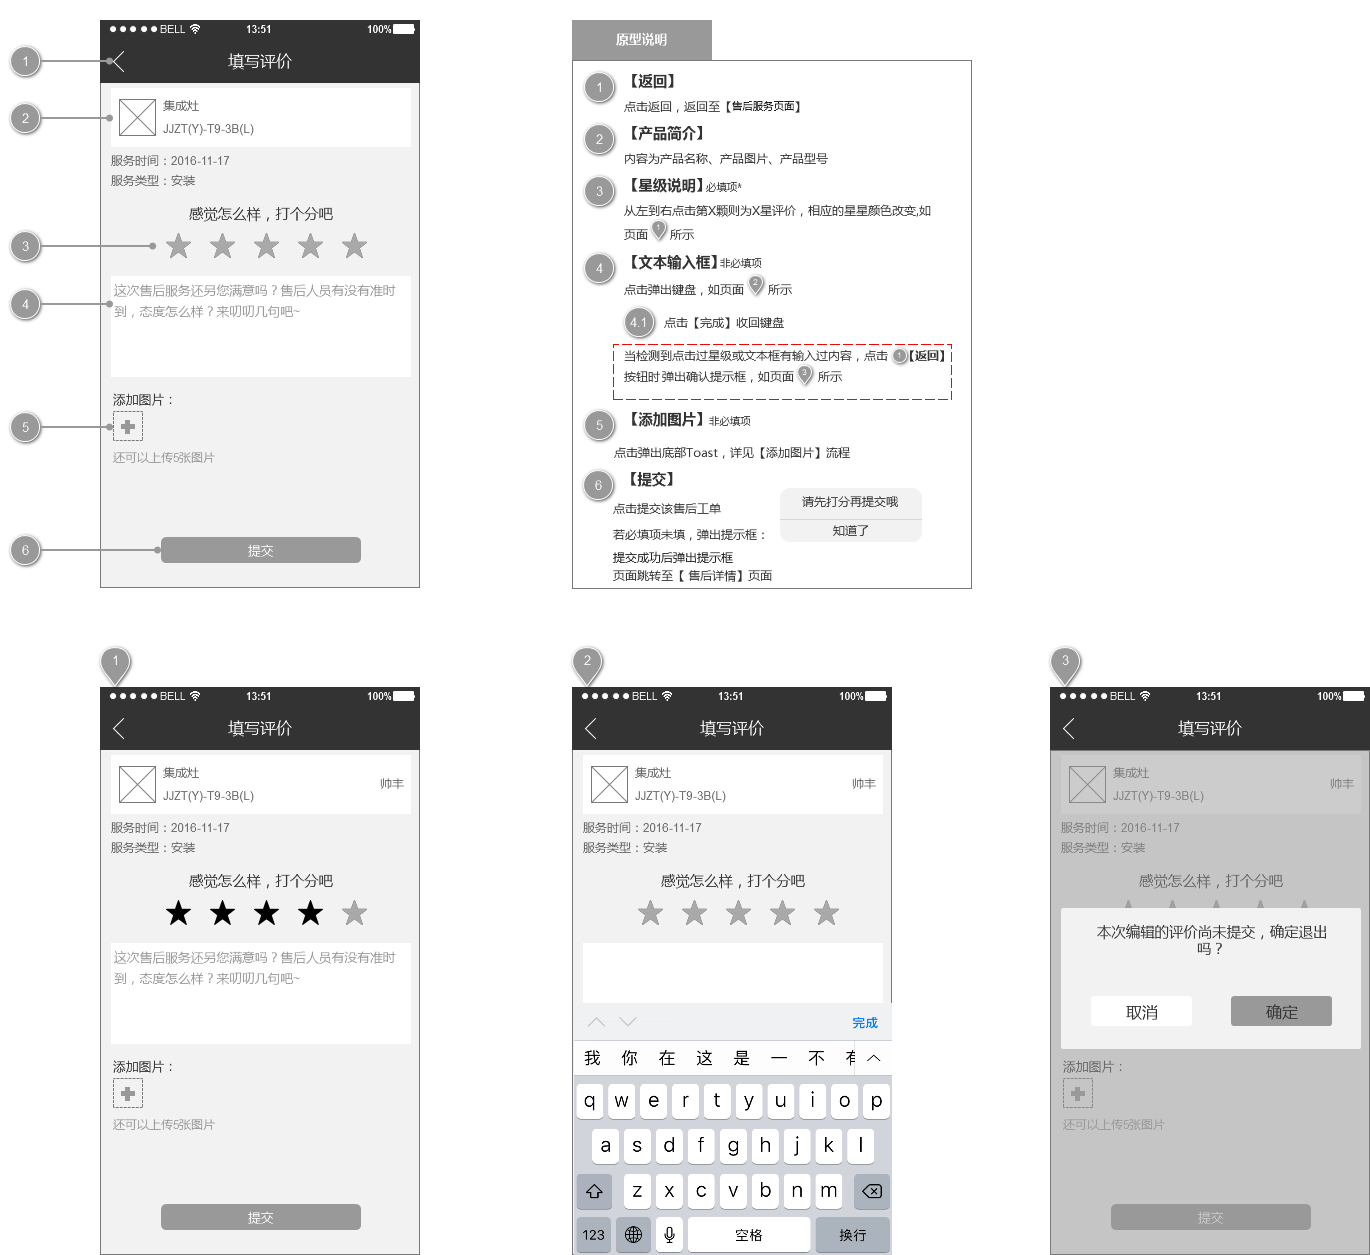 BELL 13:51 100%
填写评价
1
2
3
4
5
6
集成灶
JJZT(Y)-T9-3B(L)
服务时间：2016-11-17
服务类型：安装
感觉怎么样，打个分吧
这次售后服务还另您满意吗？售后人员有没有准时
到，态度怎么样？来叨叨几句吧~
添加图片：
还可以上传5张图片
提交
原型说明
1 【返回】
点击返回，返回至【售后服务页面】
2 【产品简介】
内容为产品名称、产品图片、产品型号
3 【星级说明】必填项*
从左到右点击第X颗则为X星评价，相应的星星颜色改变,如
页面 1 所示
4 【文本输入框】非必填项
点击弹出键盘，如页面 2 所示
4.1 点击【完成】收回键盘
当检测到点击过星级或文本框有输入过内容，点击 1【返回】
按钮时弹出确认提示框，如页面 3 所示
5 【添加图片】非必填项
点击弹出底部Toast，详见【添加图片】流程
6 【提交】
点击提交该售后工单
若必填项未填，弹出提示框：
请先打分再提交哦
知道了
提交成功后弹出提示框
页面跳转至【 售后详情】页面
1
BELL 13:51 100%
填写评价
集成灶
帅丰
JJZT(Y)-T9-3B(L)
服务时间：2016-11-17
服务类型：安装
感觉怎么样，打个分吧
这次售后服务还另您满意吗？售后人员有没有准时
到，态度怎么样？来叨叨几句吧~
添加图片：
还可以上传5张图片
提交
2
BELL 13:51 100%
填写评价
集成灶
帅丰
JJZT(Y)-T9-3B(L)
服务时间：2016-11-17
服务类型：安装
感觉怎么样，打个分吧
完成
我 你 在 这 是 一 不 有
q w e r t y u i o p
a s d f g h j k l
z x c v b n m
123 空格 换行
3
BELL 13:51 100%
填写评价
集成灶
帅丰
JJZT(Y)-T9-3B(L)
服务时间：2016-11-17
服务类型：安装
感觉怎么样，打个分吧
本次编辑的评价尚未提交，确定退出
吗？
取消 确定
添加图片：
还可以上传5张图片
提交